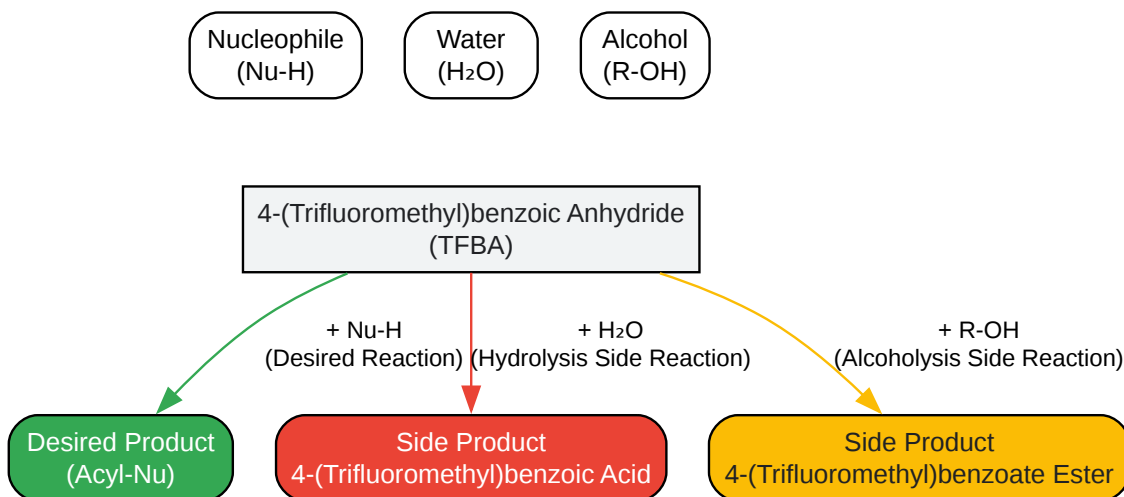 Nucleophile
(Nu-H)
Water
(H₂O)
Alcohol
(R-OH)
4-(Trifluoromethyl)benzoic Anhydride
(TFBA)
+ Nu-H
(Desired Reaction)
+ H₂O
(Hydrolysis Side Reaction)
+ R-OH
(Alcoholysis Side Reaction)
Desired Product
(Acyl-Nu)
Side Product
4-(Trifluoromethyl)benzoic Acid
Side Product
4-(Trifluoromethyl)benzoate Ester